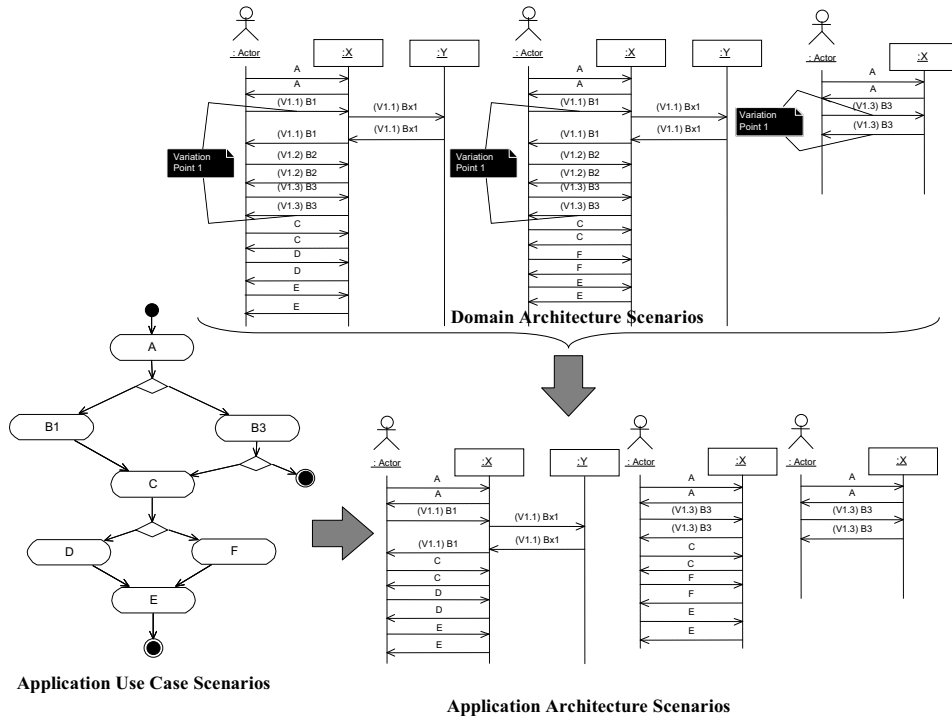 : Actor
:X
:Y
A
A
(V1.1) B1
(V1.1) Bx1
(V1.1) Bx1
(V1.1) B1
(V1.2) B2
(V1.2) B2
(V1.3) B3
(V1.3) B3
C
C
D
D
E
E
Variation
Point 1
: Actor
:X
:Y
A
A
(V1.1) B1
(V1.1) Bx1
(V1.1) Bx1
(V1.1) B1
(V1.2) B2
(V1.2) B2
(V1.3) B3
(V1.3) B3
C
C
F
F
E
E
Variation
Point 1
: Actor
:X
A
A
(V1.3) B3
(V1.3) B3
Variation
Point 1
Domain Architecture Scenarios
A
B1
B3
C
D
F
E
Application Use Case Scenarios
: Actor
:X
:Y
A
A
(V1.1) B1
(V1.1) Bx1
(V1.1) Bx1
(V1.1) B1
C
C
D
D
E
E
: Actor
:X
A
A
(V1.3) B3
(V1.3) B3
C
C
F
F
E
E
: Actor
:X
A
A
(V1.3) B3
(V1.3) B3
Application Architecture Scenarios